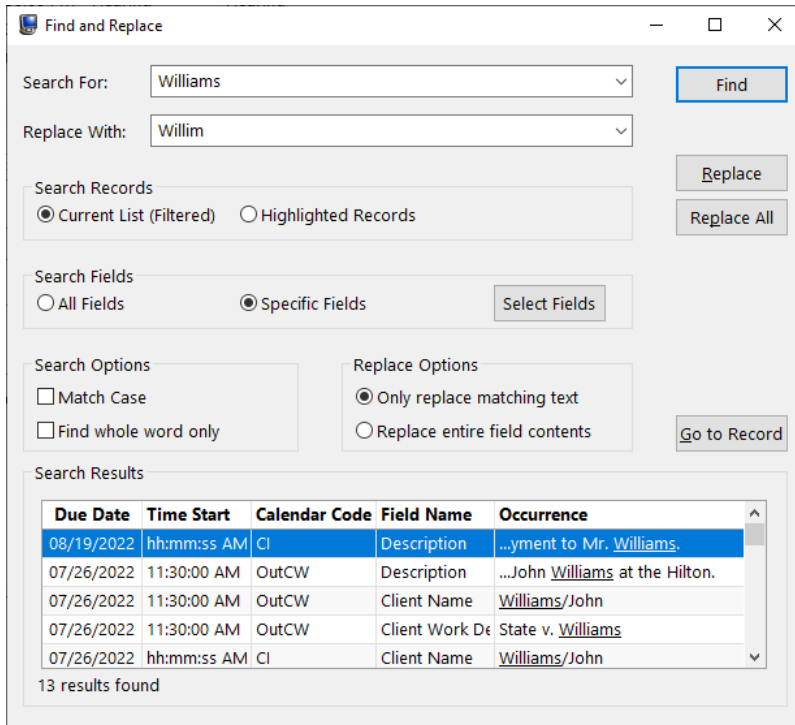 Find and Replace
Search For: Williams Find
Replace With: Willim
Replace
Search Records
Current List (Filtered) Highlighted Records Replace All
Search Fields
All Fields Specific Fields Select Fields
Search Options Replace Options
Match Case Only replace matching text
Find whole word only Replace entire field contents Go to Record
Search Results
Due Date Time Start Calendar Code Field Name Occurrence
08/19/2022 hh:mm:ss AM CI Description ...yment to Mr. Williams.
07/26/2022 11:30:00 AM OutCW Description ...John Williams at the Hilton.
07/26/2022 11:30:00 AM OutCW Client Name Williams/John
07/26/2022 11:30:00 AM OutCW Client Work De State v. Williams
07/26/2022 hh:mm:ss AM CI Client Name Williams/John
13 results found